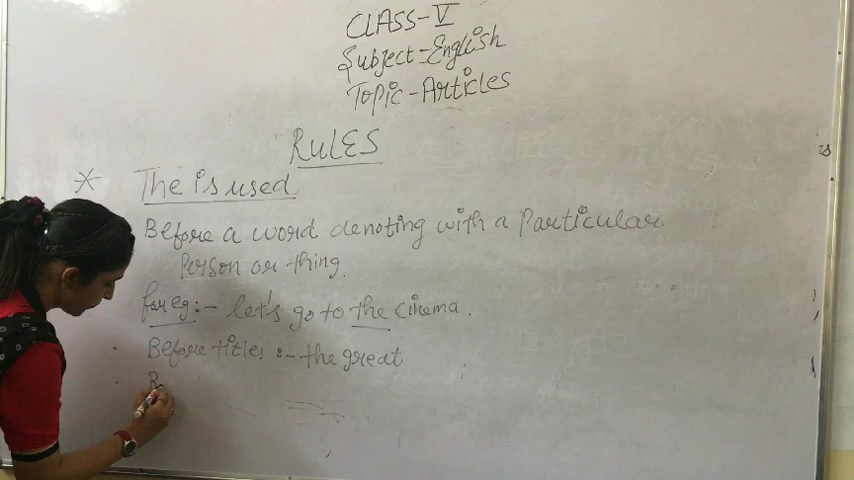 CLASS-V
Subject-English
Topic-Articles
RULES
* The is used
Before a word denoting with a Particular
Person or thing.
for eg:- let's go to the cinema.
Before titles :- the great
Be